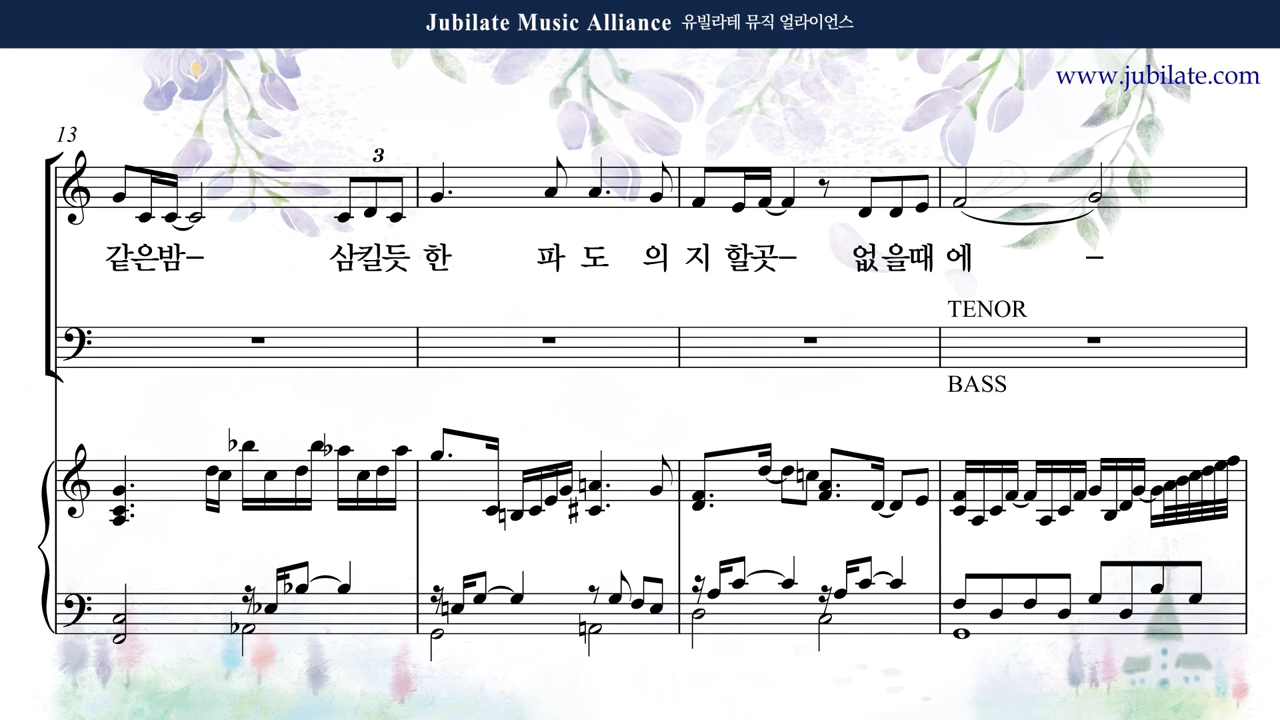 Jubilate Music Alliance 유빌라테 뮤직 얼라이언스
www.jubilate.com
13
3
같은밤– 삼킬듯 한 파 도 의 지 할곳– 없을때 에 –
TENOR
BASS